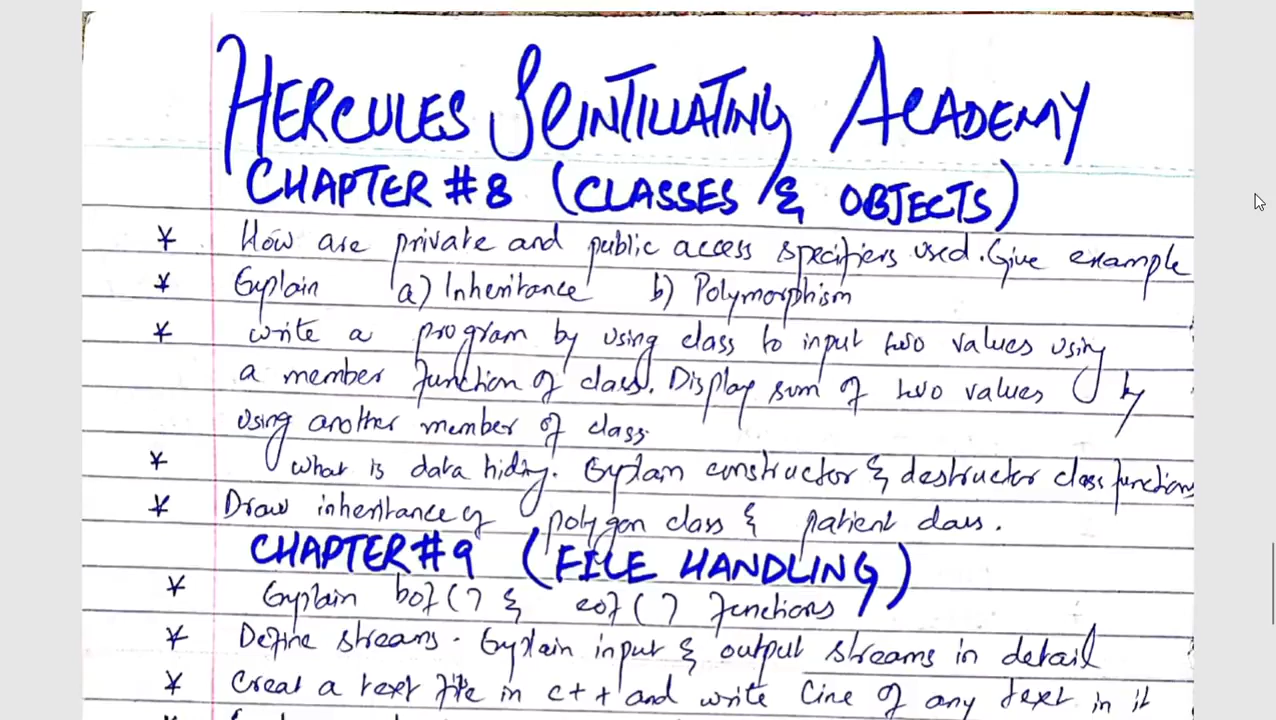 HERCULES SCINTILLATING ACADEMY
CHAPTER #8 (CLASSES & OBJECTS)
* How are private and public access specifiers used. Give example
* Explain a) Inheritance b) Polymorphism
* write a program by using class to input two values using
a member function of class. Display sum of two values by
using another member of class.
* what is data hiding. Explain constructor & destructor class functions
* Draw inheritance of polygon class & patient class.
CHAPTER #9 (FILE HANDLING)
* Explain bof() & eof() functions
* Define streams. Explain input & output streams in detail
* Creat a text file in c++ and write line of any text in it